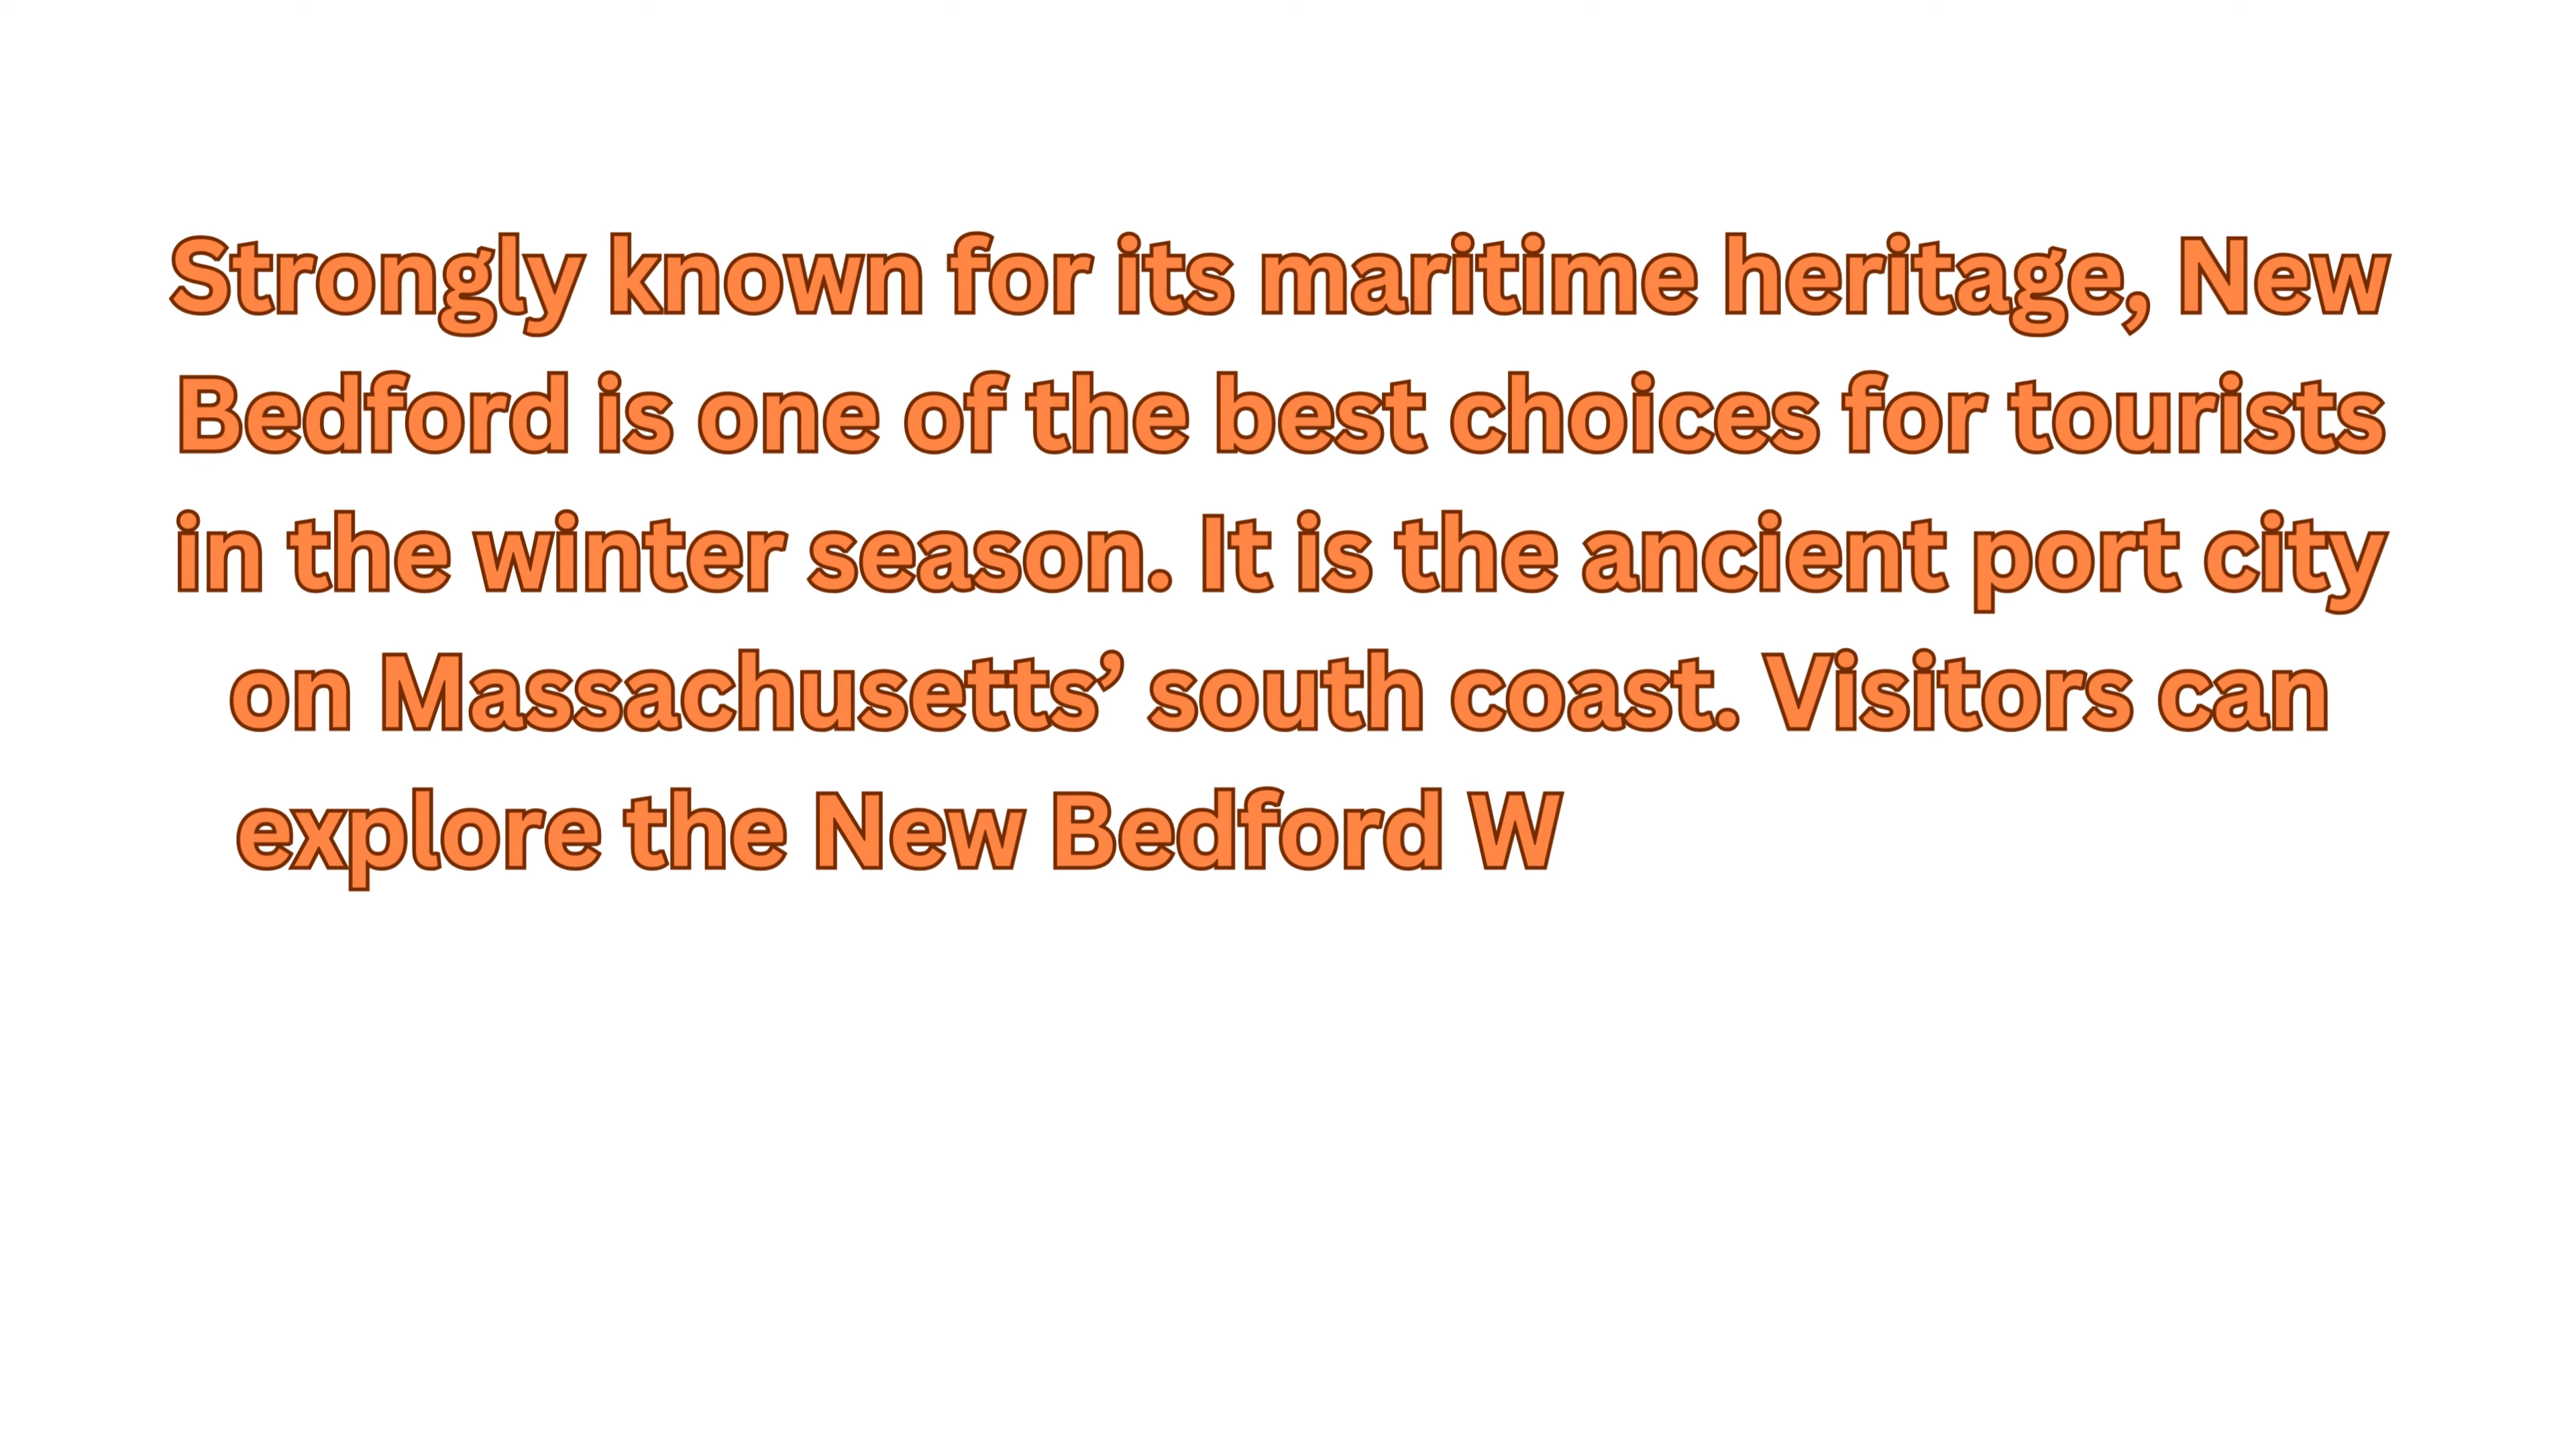 Strongly known for its maritime heritage, New
Bedford is one of the best choices for tourists
in the winter season. It is the ancient port city
on Massachusetts’ south coast. Visitors can
explore the New Bedford W